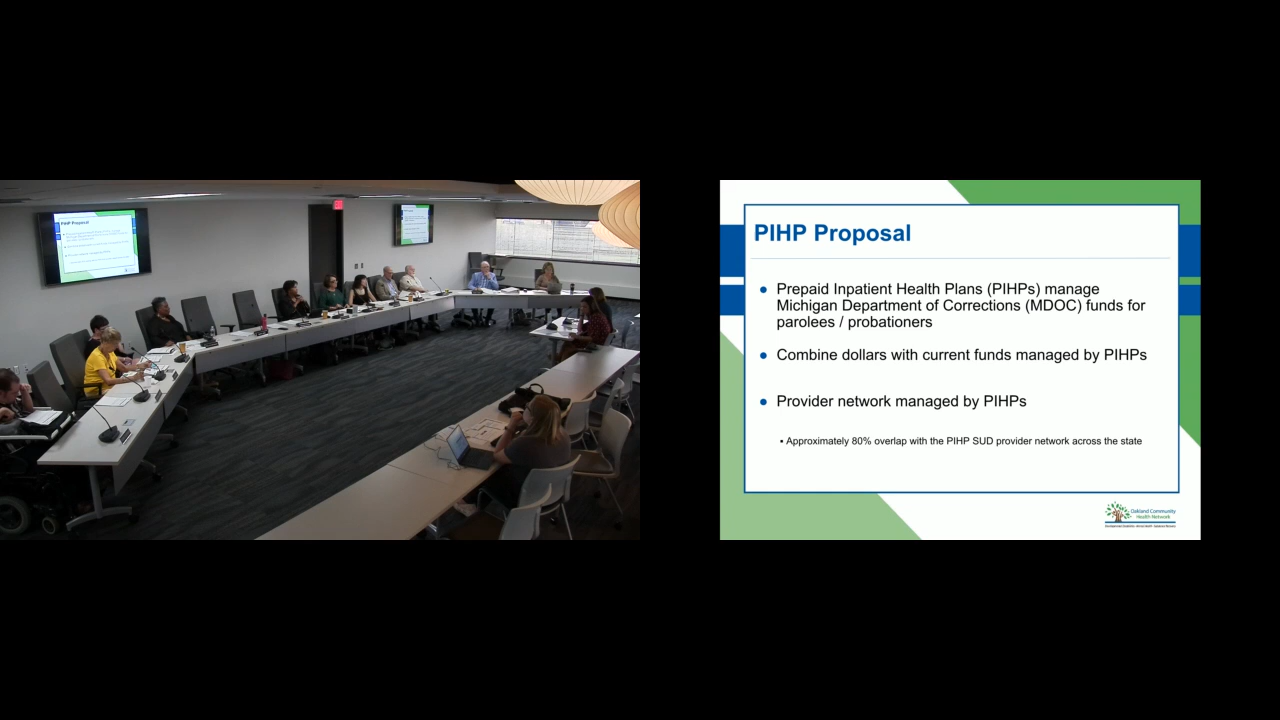 PIHP Proposal
PIHP Proposal
Prepaid Inpatient Health Plans (PIHPs) manage
Michigan Department of Corrections (MDOC) funds for
parolees / probationers
Combine dollars with current funds managed by PIHPs
Provider network managed by PIHPs
Approximately 80% overlap with the PIHP SUD provider network across the state
Oakland Community
Health Network